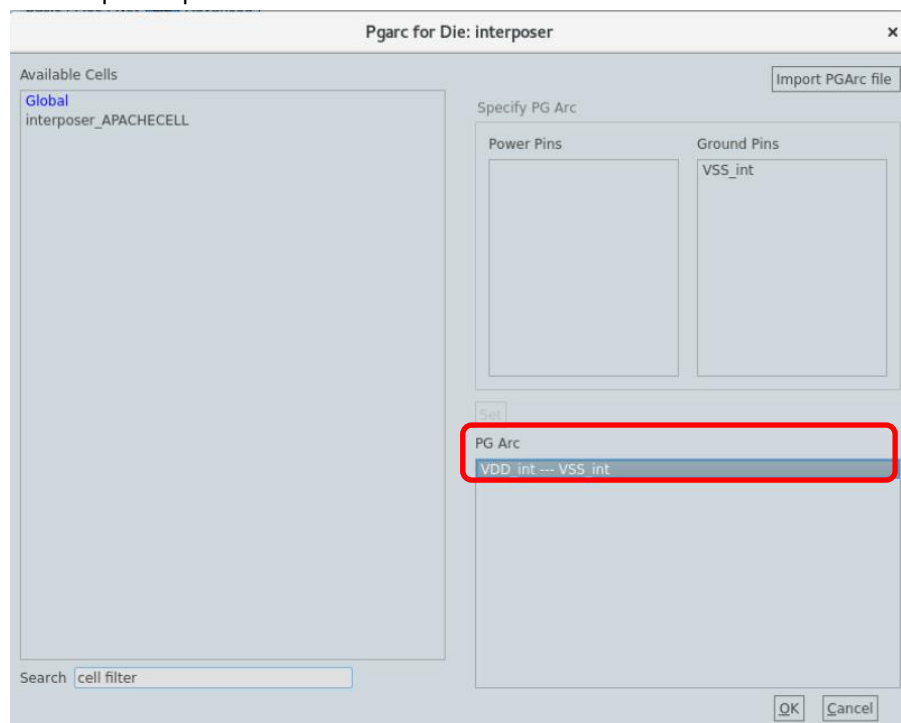 Pgarc for Die: interposer ×
Available Cells
Import PGArc file
Global
interposer_APACHECELL
Specify PG Arc
Power Pins
Ground Pins
VSS_int
Set
PG Arc
VDD_int --- VSS_int
Search cell filter
OK Cancel